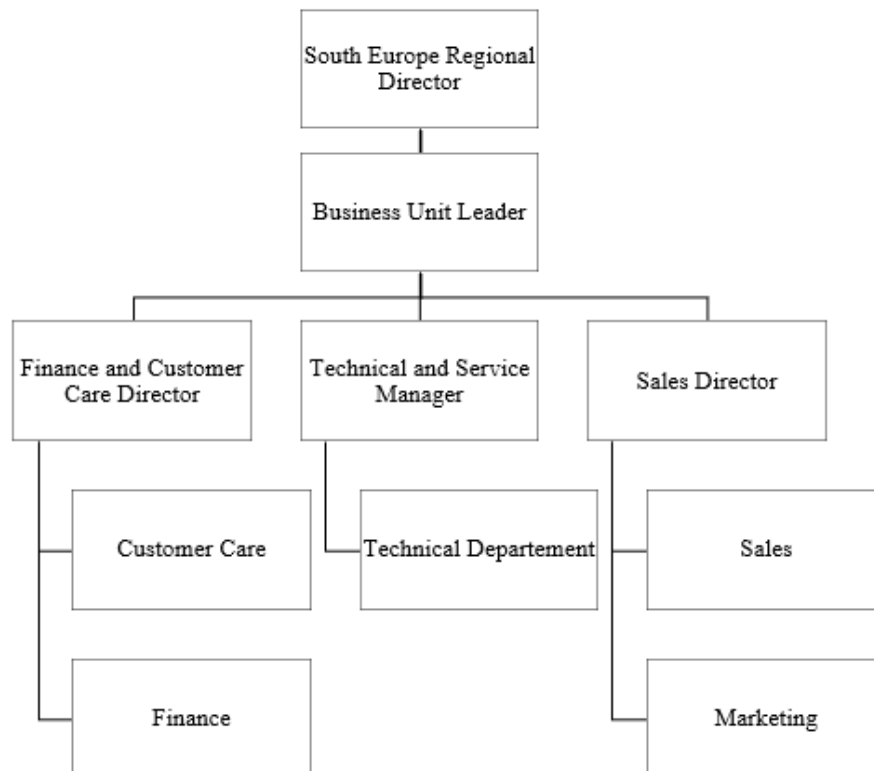 South Europe Regional
Director
Business Unit Leader
Finance and Customer
Care Director
Technical and Service
Manager
Sales Director
Customer Care
Technical Departement
Sales
Finance
Marketing